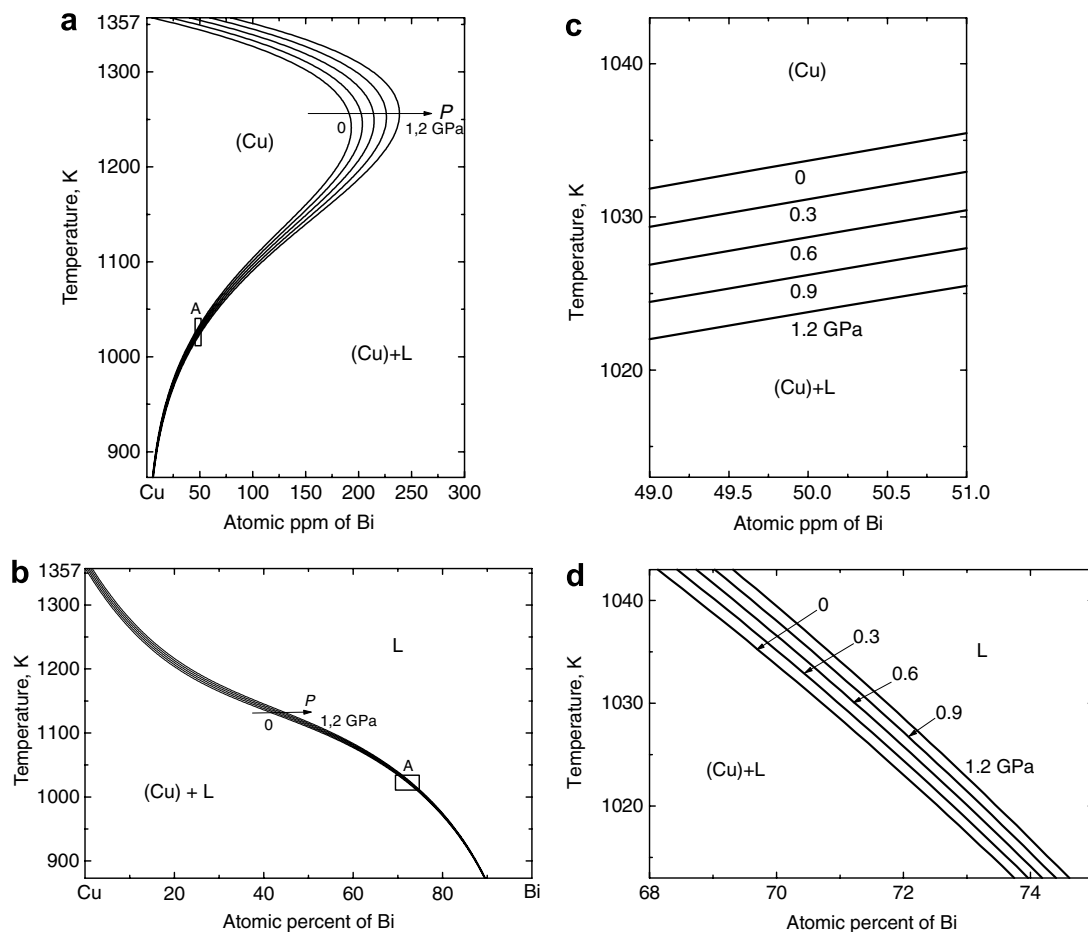 a
1357
1300
1200
1100
1000
900
Temperature, K
(Cu)
P
0
1,2 GPa
A
(Cu)+L
Cu
50
100
150
200
250
300
Atomic ppm of Bi
c
1040
1030
1020
Temperature, K
(Cu)
0
0.3
0.6
0.9
1.2 GPa
(Cu)+L
49.0
49.5
50.0
50.5
51.0
Atomic ppm of Bi
b
1357
1300
1200
1100
1000
900
Temperature, K
L
P
0
1,2 GPa
A
(Cu) + L
Cu
20
40
60
80
Bi
Atomic percent of Bi
d
1040
1030
1020
Temperature, K
0
0.3
L
0.6
0.9
1.2 GPa
(Cu)+L
68
70
72
74
Atomic percent of Bi